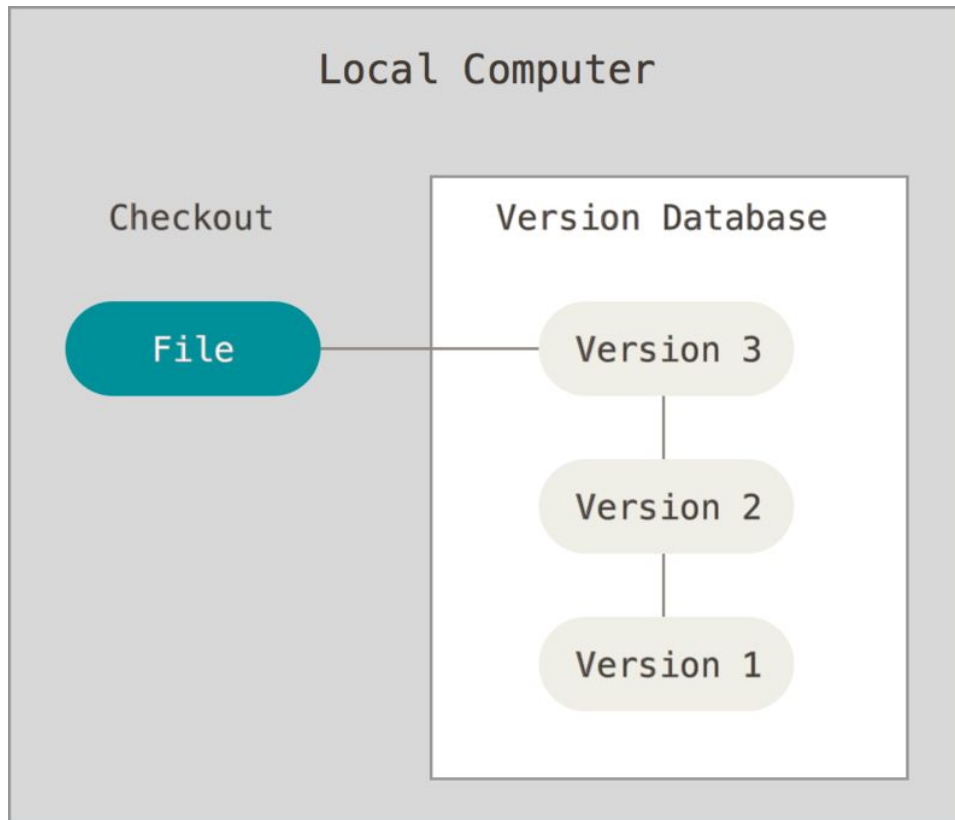 Local Computer
Checkout
Version Database
File
Version 3
Version 2
Version 1